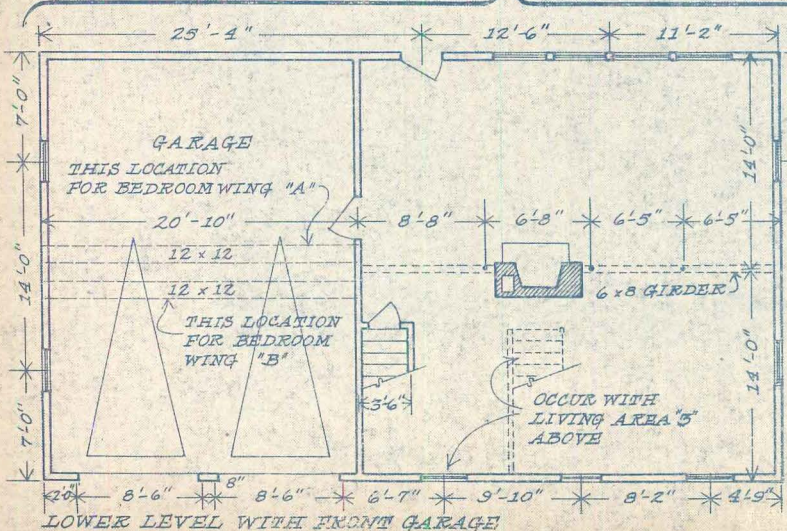 25'-4"
12'-6"
11'-2"
7'-0"
GARAGE
THIS LOCATION
FOR BEDROOM WING "A"
14'-0"
20'-10"
8'-8"
6'-8"
6'-5"
6'-5"
12 x 12
12 x 12
6 x 8 GIRDER
14'-0"
THIS LOCATION
FOR BEDROOM
WING "B"
14'-0"
3'-6"
OCCUR WITH
LIVING AREA "3"
ABOVE
7'-0"
2'-0"
8'-6"
8"
8'-6"
6'-7"
9'-10"
8'-2"
4'-9"
LOWER LEVEL WITH FRONT GARAGE